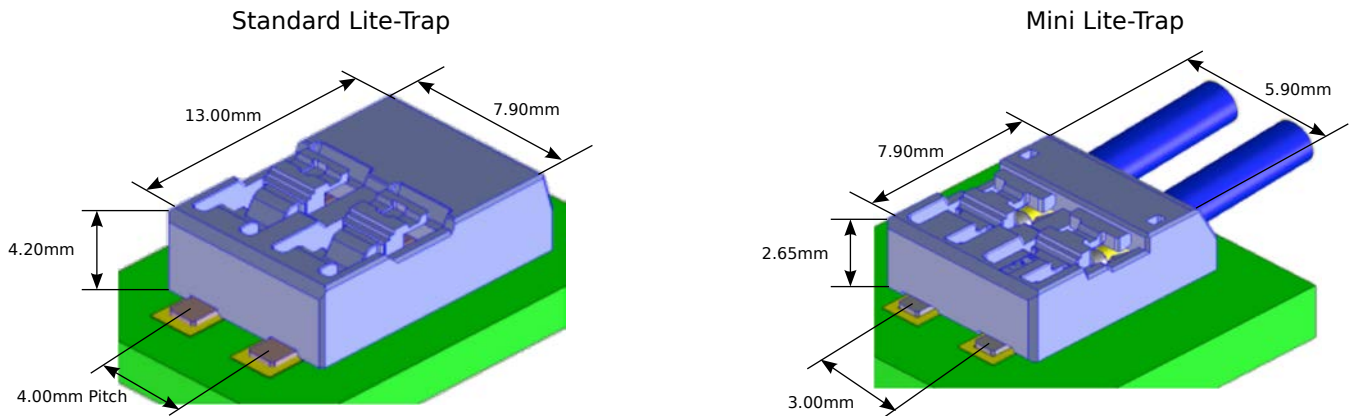 Standard Lite-Trap
13.00mm
7.90mm
4.20mm
4.00mm Pitch
Mini Lite-Trap
5.90mm
7.90mm
2.65mm
3.00mm